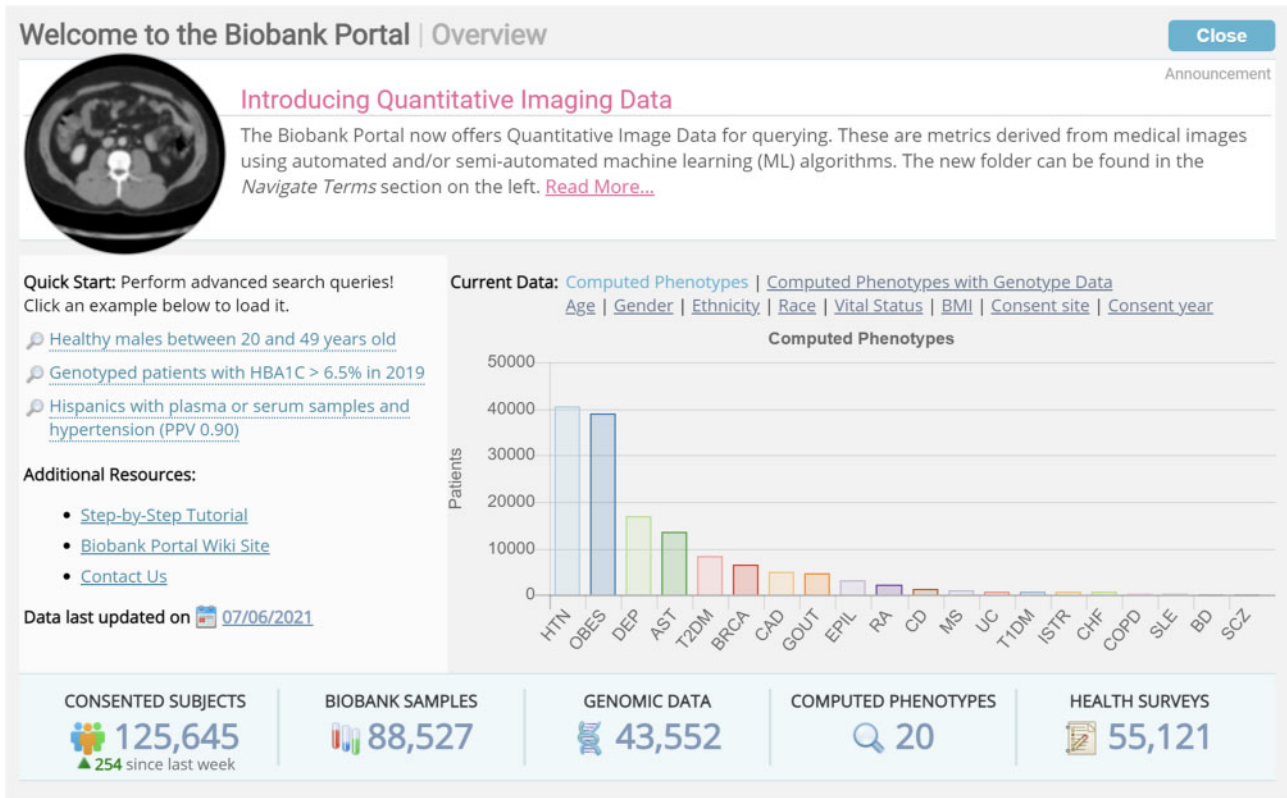 Welcome to the Biobank Portal | Overview
Close
Announcement
Introducing Quantitative Imaging Data
The Biobank Portal now offers Quantitative Image Data for querying. These are metrics derived from medical images
using automated and/or semi-automated machine learning (ML) algorithms. The new folder can be found in the
Navigate Terms section on the left. Read More...
Quick Start: Perform advanced search queries!
Click an example below to load it.
Healthy males between 20 and 49 years old
Genotyped patients with HBA1C > 6.5% in 2019
Hispanics with plasma or serum samples and
hypertension (PPV 0.90)
Additional Resources:
• Step-by-Step Tutorial
• Biobank Portal Wiki Site
• Contact Us
Data last updated on 07/06/2021
Current Data: Computed Phenotypes | Computed Phenotypes with Genotype Data
Age | Gender | Ethnicity | Race | Vital Status | BMI | Consent site | Consent year
Computed Phenotypes
Patients
50000
40000
30000
20000
10000
0
HTN OBES DEP AST T2DM BRCA CAD GOUT EPIL RA CD MS UC T1DM ISTR CHF COPD SLE BD SCZ
CONSENTED SUBJECTS
125,645
▲ 254 since last week
BIOBANK SAMPLES
88,527
GENOMIC DATA
43,552
COMPUTED PHENOTYPES
20
HEALTH SURVEYS
55,121